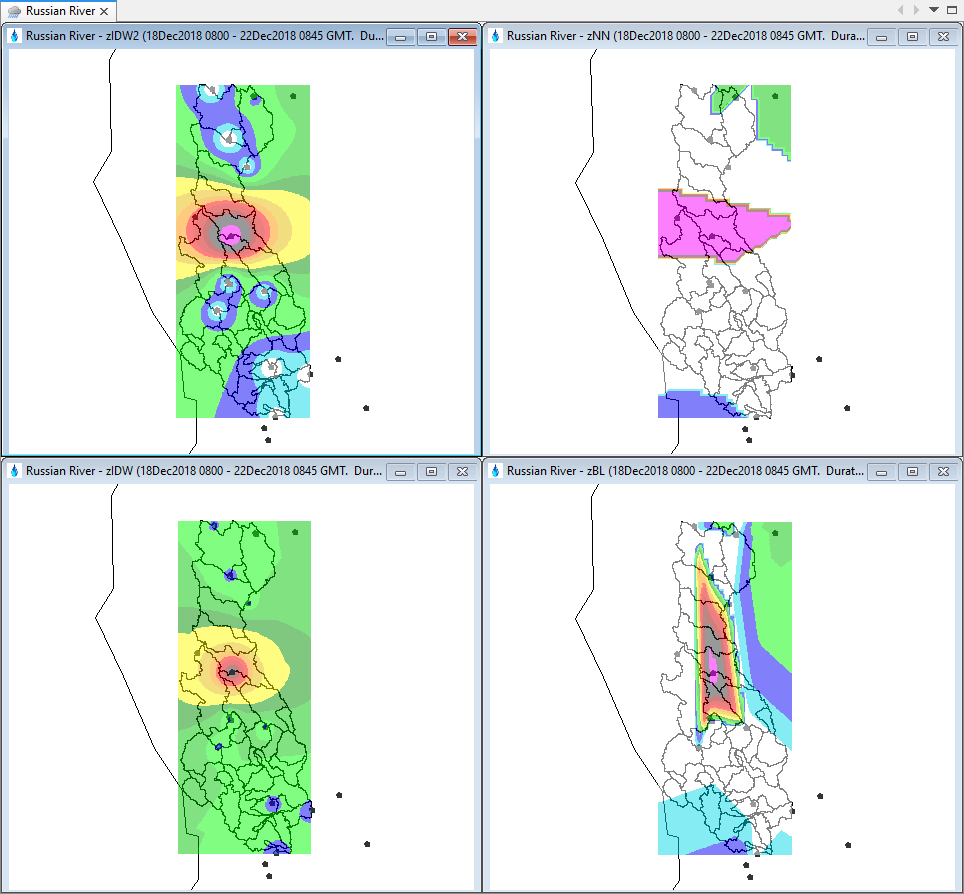 Russian River
Russian River - zIDW2 (18Dec2018 0800 - 22Dec2018 0845 GMT. Du...
Russian River - zNN (18Dec2018 0800 - 22Dec2018 0845 GMT. Dura...
Russian River - zIDW (18Dec2018 0800 - 22Dec2018 0845 GMT. Dur...
Russian River - zBL (18Dec2018 0800 - 22Dec2018 0845 GMT. Durat...